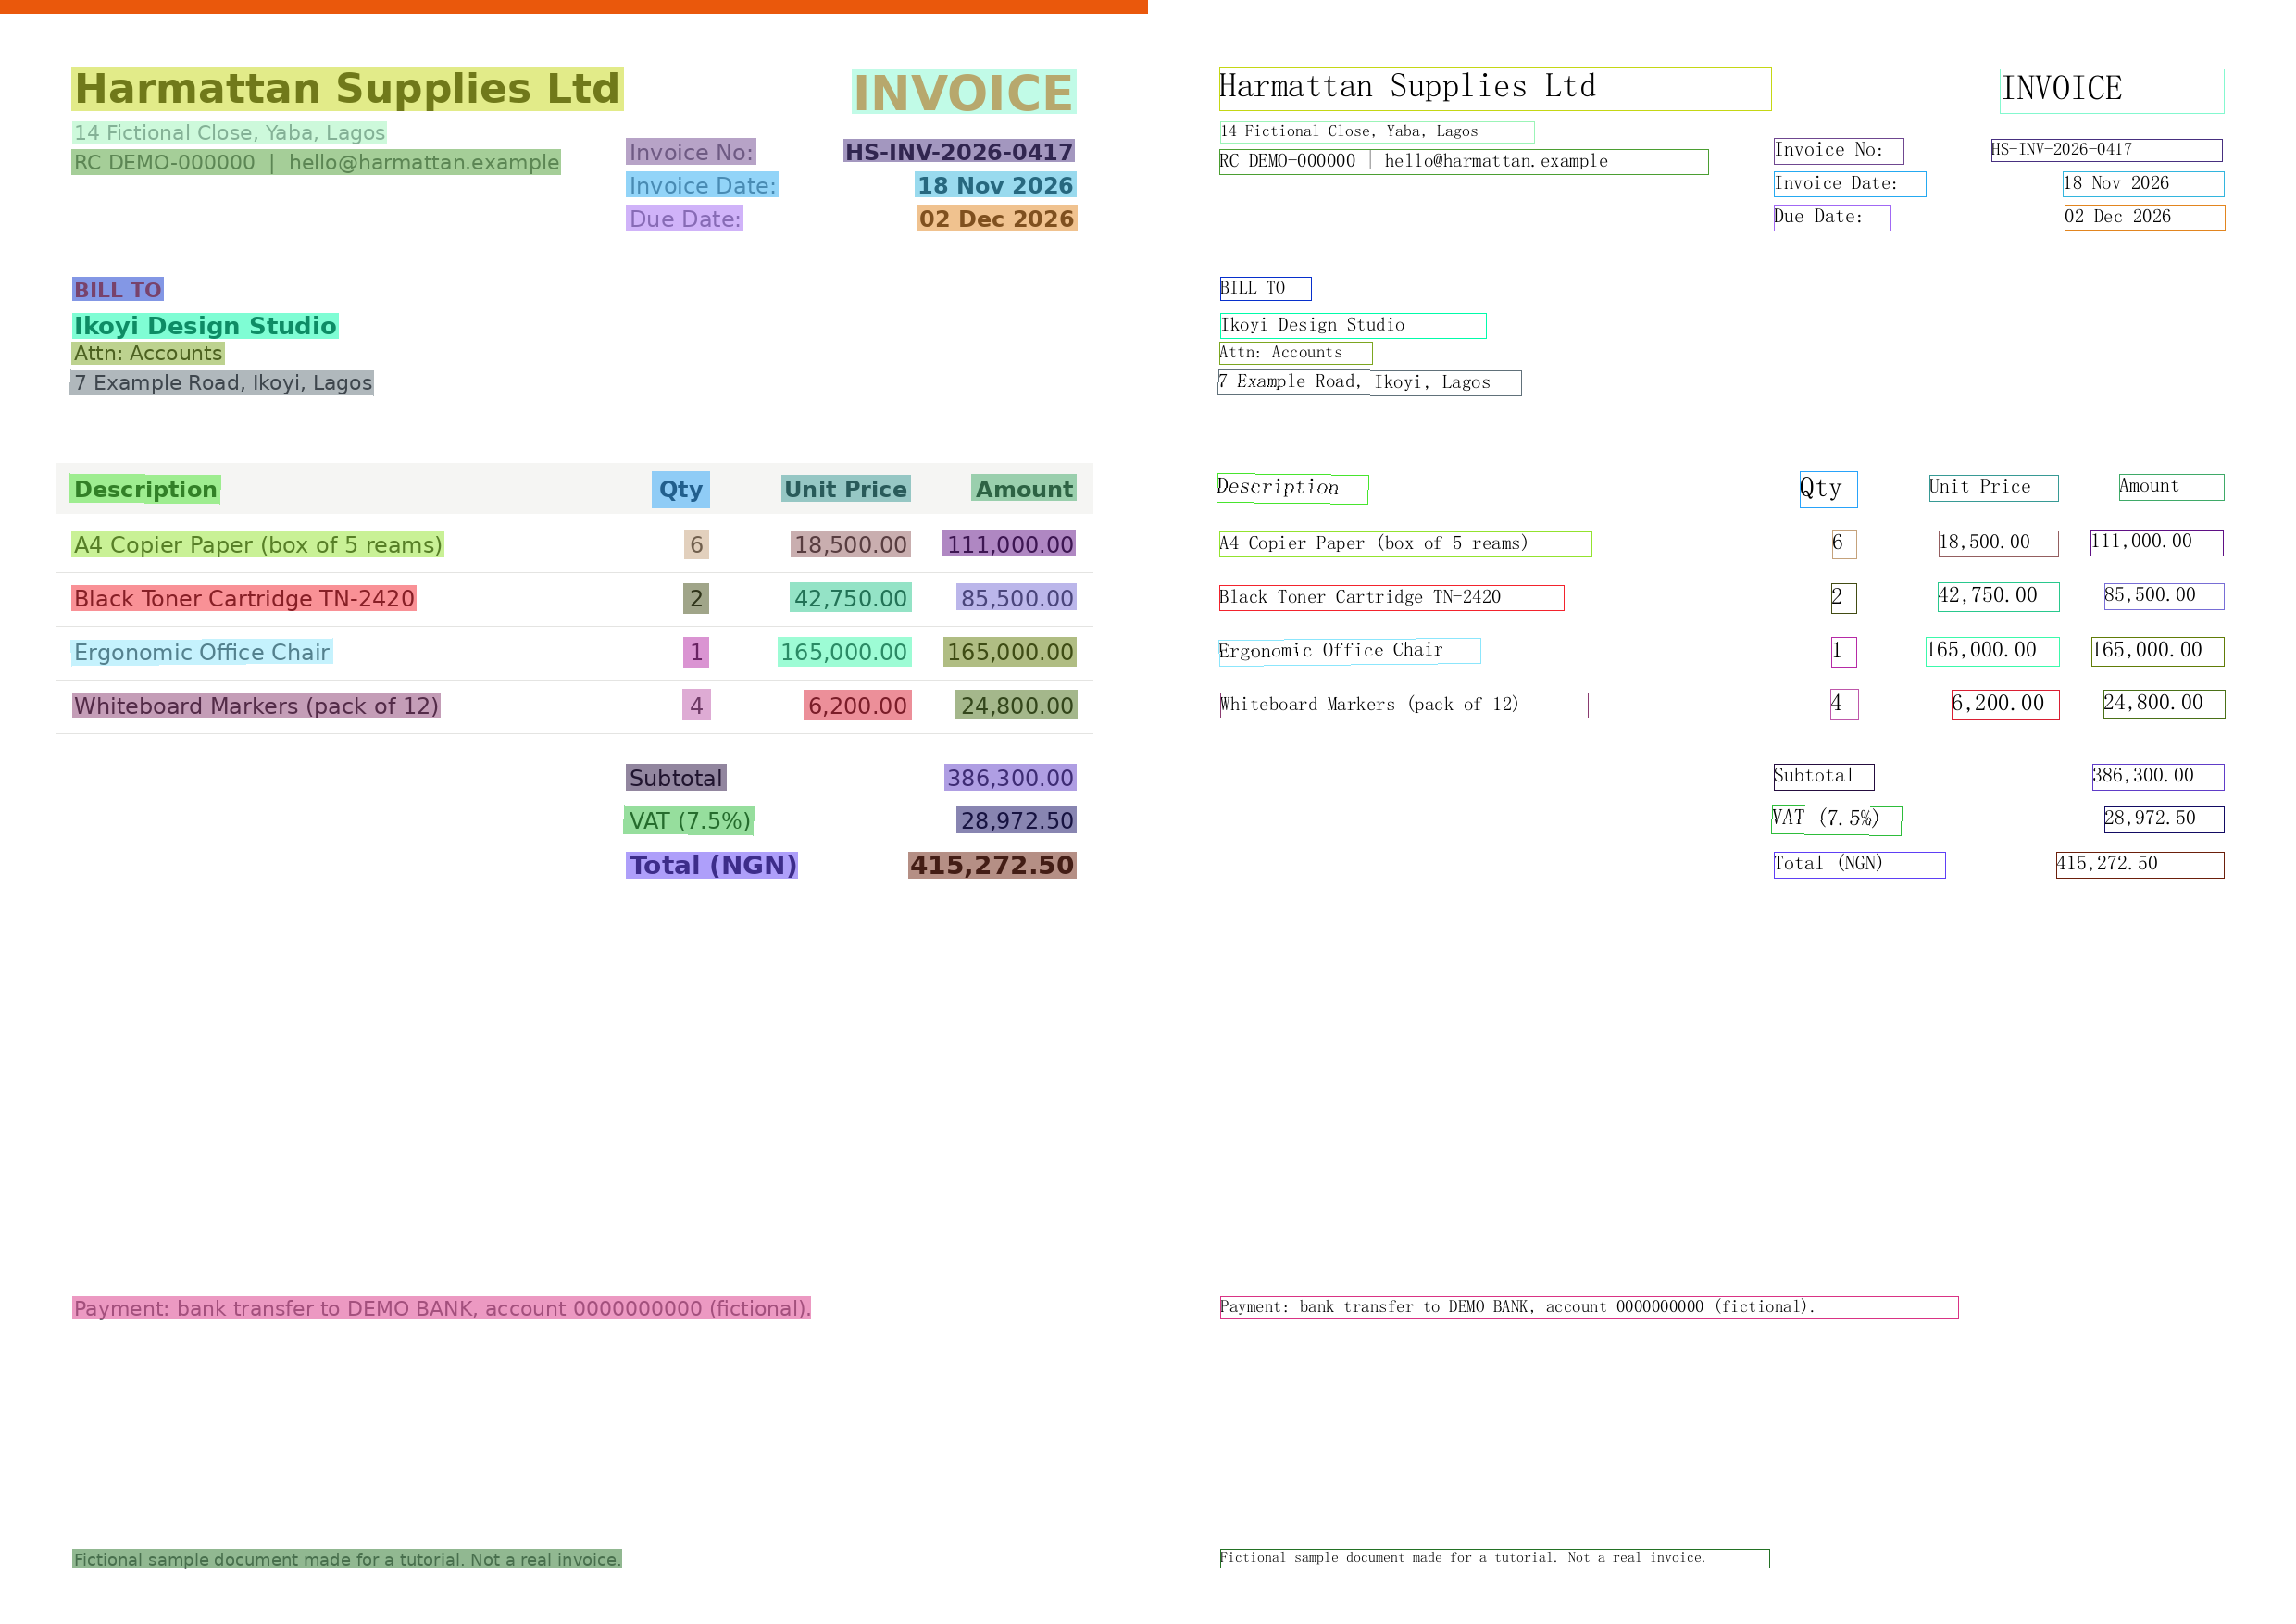 Harmattan Supplies Ltd
INVOICE
14 Fictional Close, Yaba, Lagos
RC DEMO-000000 | hello@harmattan.example
Invoice No: HS-INV-2026-0417
Invoice Date: 18 Nov 2026
Due Date: 02 Dec 2026
BILL TO
Ikoyi Design Studio
Attn: Accounts
7 Example Road, Ikoyi, Lagos
Description Qty Unit Price Amount
A4 Copier Paper (box of 5 reams) 6 18,500.00 111,000.00
Black Toner Cartridge TN-2420 2 42,750.00 85,500.00
Ergonomic Office Chair 1 165,000.00 165,000.00
Whiteboard Markers (pack of 12) 4 6,200.00 24,800.00
Subtotal 386,300.00
VAT (7.5%) 28,972.50
Total (NGN) 415,272.50
Payment: bank transfer to DEMO BANK, account 0000000000 (fictional).
Fictional sample document made for a tutorial. Not a real invoice.
Harmattan Supplies Ltd
INVOICE
14 Fictional Close, Yaba, Lagos
RC DEMO-000000 | hello@harmattan.example
Invoice No: HS-INV-2026-0417
Invoice Date: 18 Nov 2026
Due Date: 02 Dec 2026
BILL TO
Ikoyi Design Studio
Attn: Accounts
7 Example Road, Ikoyi, Lagos
Description Qty Unit Price Amount
A4 Copier Paper (box of 5 reams) 6 18,500.00 111,000.00
Black Toner Cartridge TN-2420 2 42,750.00 85,500.00
Ergonomic Office Chair 1 165,000.00 165,000.00
Whiteboard Markers (pack of 12) 4 6,200.00 24,800.00
Subtotal 386,300.00
VAT (7.5%) 28,972.50
Total (NGN) 415,272.50
Payment: bank transfer to DEMO BANK, account 0000000000 (fictional).
Fictional sample document made for a tutorial. Not a real invoice.